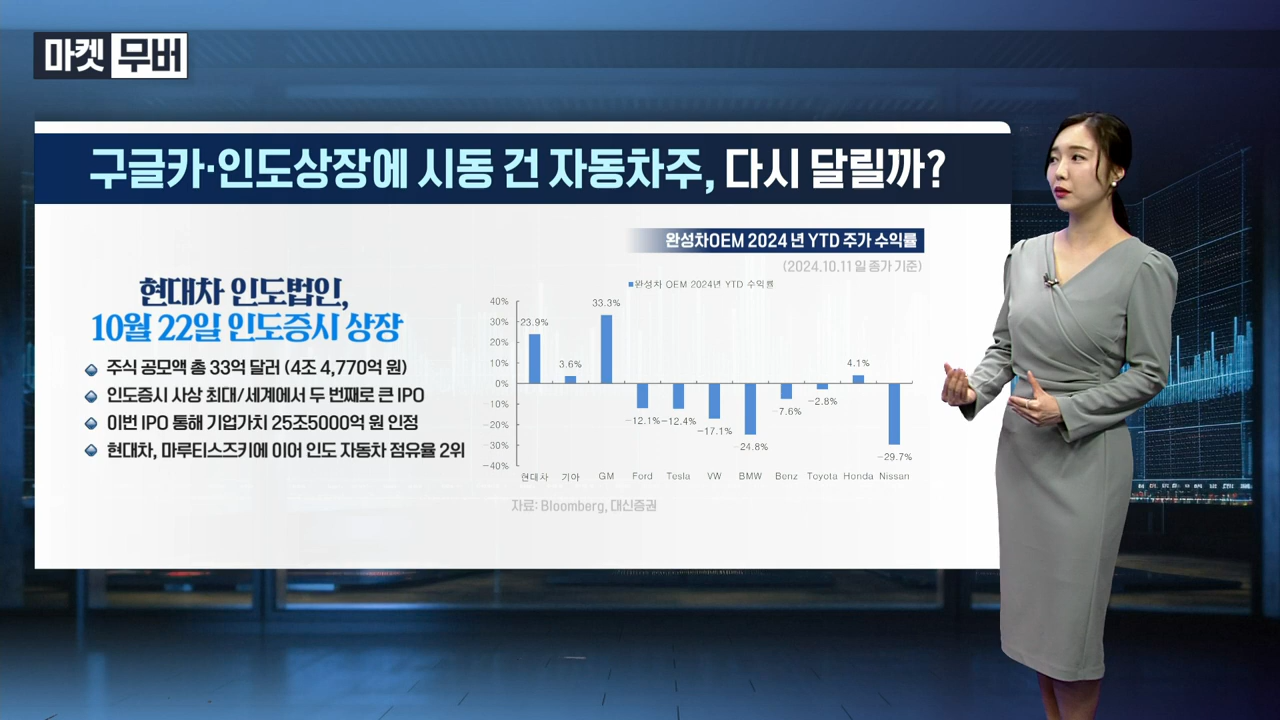 마켓 무버
구글카·인도상장에 시동 건 자동차주, 다시 달릴까?
현대차 인도법인,
10월 22일 인도증시 상장
주식 공모액 총 33억 달러 (4조 4,770억 원)
인도증시 사상 최대/세계에서 두 번째로 큰 IPO
이번 IPO 통해 기업가치 25조5000억 원 인정
현대차, 마루티스즈키에 이어 인도 자동차 점유율 2위
완성차OEM 2024년 YTD 주가 수익률
(2024.10.11일 종가 기준)
■완성차 OEM 2024년 YTD 수익률
40%
30%
20%
10%
0%
-10%
-20%
-30%
-40%
23.9%
3.6%
33.3%
-12.1%
-12.4%
-17.1%
-24.8%
-7.6%
-2.8%
4.1%
-29.7%
현대차 기아 GM Ford Tesla VW BMW Benz Toyota Honda Nissan
자료: Bloomberg, 대신증권